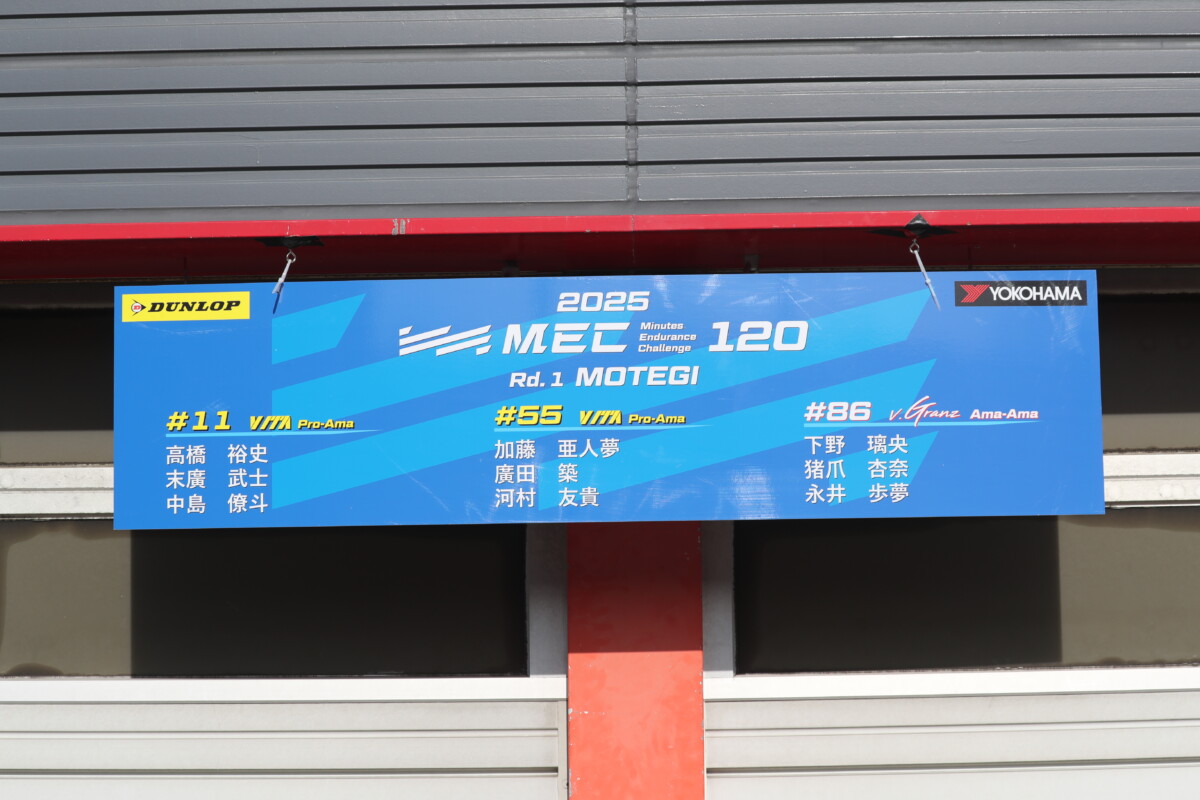 DUNLOP
YOKOHAMA
2025
MEC Minutes Endurance Challenge 120
Rd. 1 MOTEGI
#11 VITA Pro-Ama
高橋 裕史
末廣 武士
中島 僚斗
#55 VITA Pro-Ama
加藤 亜人夢
廣田 築
河村 友貴
#86 v.Granz Ama-Ama
下野 璃央
猪爪 杏奈
永井 歩夢